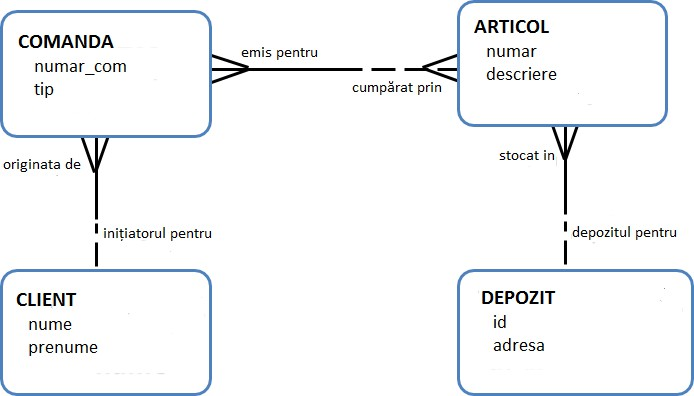 COMANDA
numar_com
tip
emis pentru
cumpărat prin
ARTICOL
numar
descriere
originata de
inițiatorul pentru
stocat in
depozitul pentru
CLIENT
nume
prenume
DEPOZIT
id
adresa